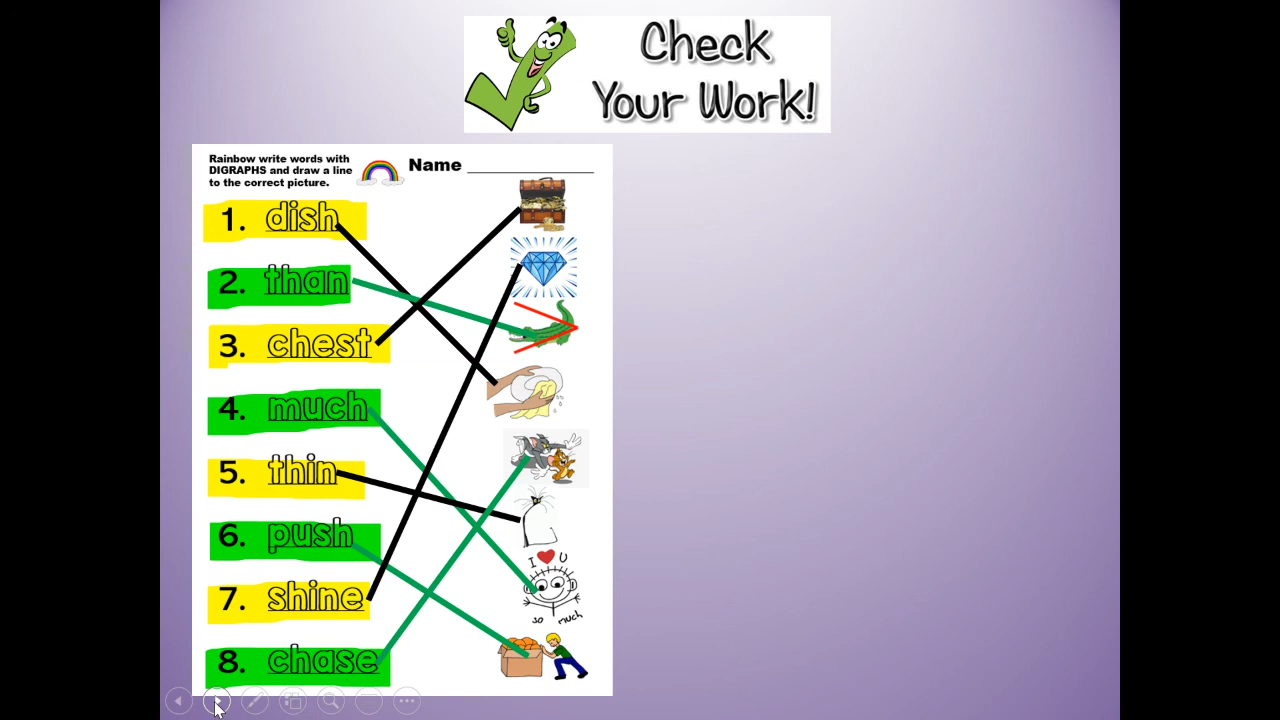 Check
Your Work!
Rainbow write words with
DIGRAPHS and draw a line
to the correct picture.
Name
1. dish
2. than
3. chest
4. much
5. thin
6. push
7. shine
8. chase
I U
so much